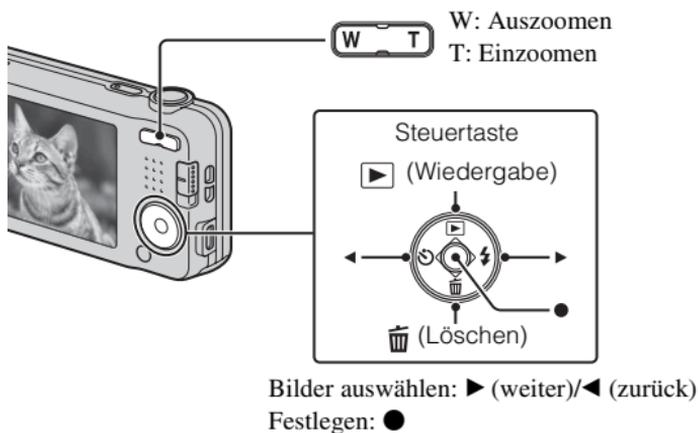 W: Auszoomen
W T
T: Einzoomen
Steuertaste
(Wiedergabe)
(Löschen)
Bilder auswählen: ▶ (weiter)/◀ (zurück)
Festlegen: ●